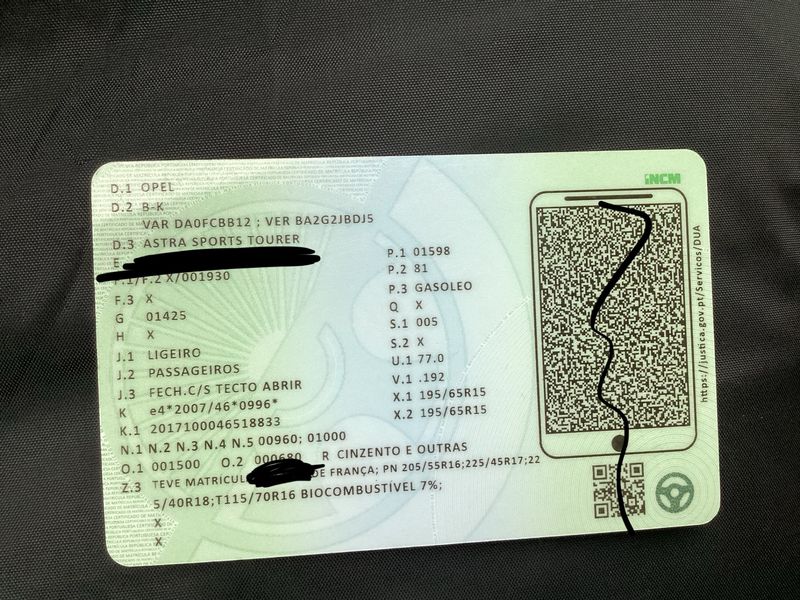 iNCM
D.1 OPEL
D.2 B-K
VAR DA0FCBB12 ; VER BA2G2JBDJ5
D.3 ASTRA SPORTS TOURER
E
F.1/F.2 X/001930
F.3 X
G 01425
H X
J.1 LIGEIRO
J.2 PASSAGEIROS
J.3 FECH.C/S TECTO ABRIR
K e4*2007/46*0996*
K.1 2017100046518833
N.1 N.2 N.3 N.4 N.5 00960; 01000
O.1 001500 O.2 000680 R CINZENTO E OUTRAS
Z.3 TEVE MATRICUL DE FRANÇA; PN 205/55R16;225/45R17;22
5/40R18;T115/70R16 BIOCOMBUSTÍVEL 7%;
X
X
P.1 01598
P.2 81
P.3 GASOLEO
Q X
S.1 005
S.2 X
U.1 77.0
V.1 .192
X.1 195/65R15
X.2 195/65R15
https://justica.gov.pt/Servicos/DUA